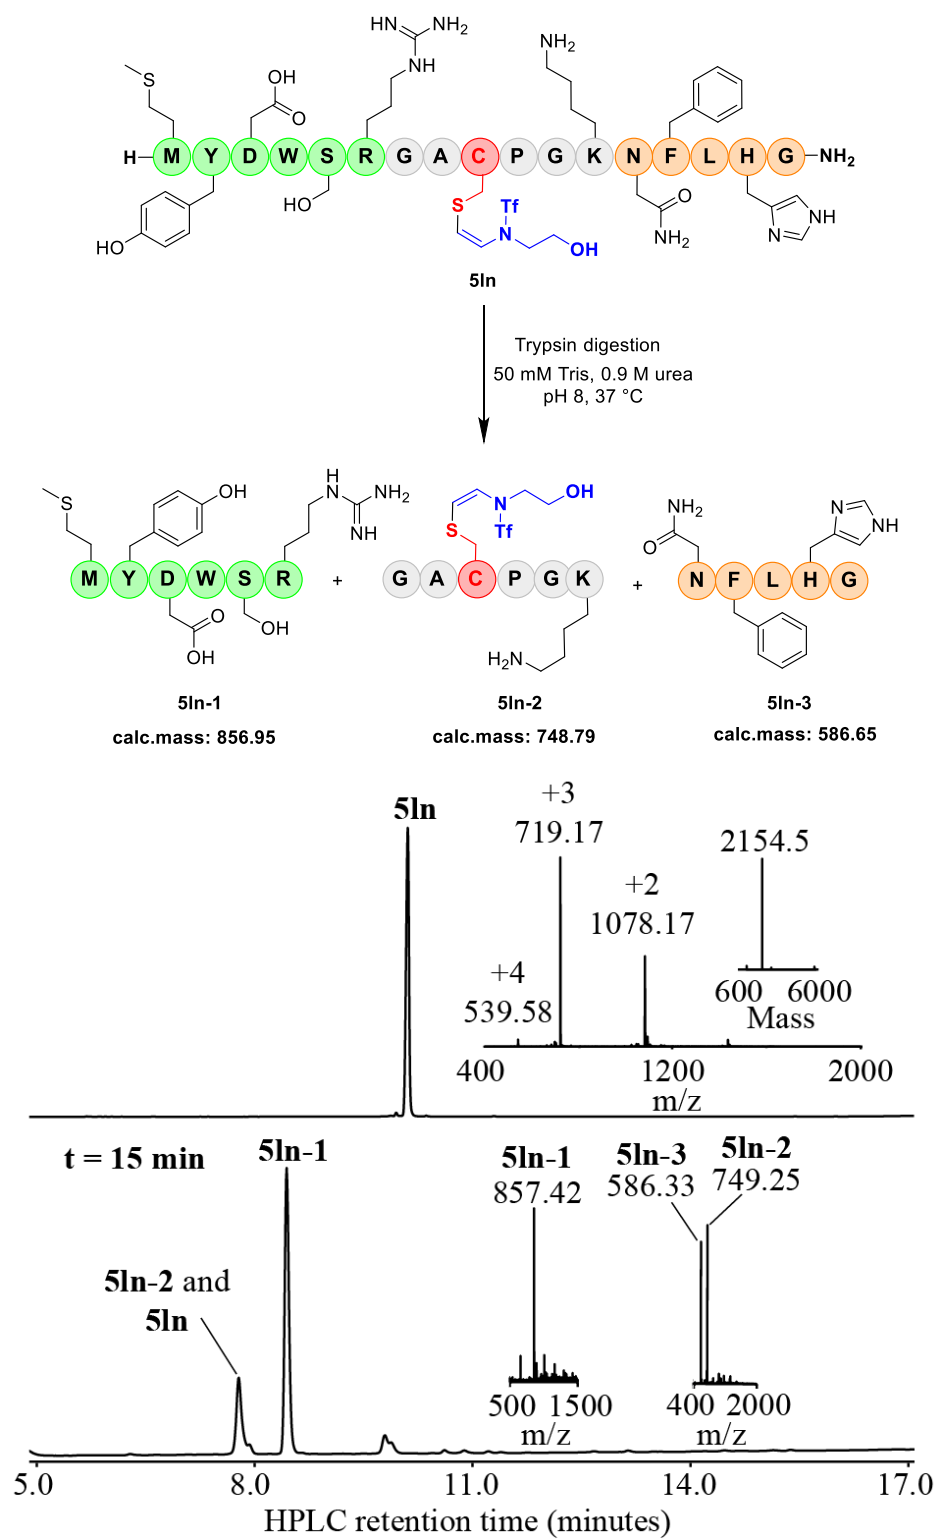 HN
NH2
NH
S
OH
O
NH2
H
M Y D W S R G A C P G K N F L H G
NH2
HO
HO
S
Tf
N
OH
O
NH2
N
NH
5ln
Trypsin digestion
50 mM Tris, 0.9 M urea
pH 8, 37 °C
S
OH
H
N
NH2
NH
N
OH
S
Tf
NH2
O
N
NH
M Y D W S R
+
G A C P G K
+
N F L H G
O
OH
OH
H2N
5ln-1
5ln-2
5ln-3
calc.mass: 856.95
calc.mass: 748.79
calc.mass: 586.65
5ln
+3
719.17
+2
1078.17
+4
539.58
2154.5
600 6000
Mass
400 1200 2000
m/z
t = 15 min
5ln-1
5ln-2 and
5ln
5ln-1
857.42
5ln-3
586.33
5ln-2
749.25
500 1500
m/z
400 2000
m/z
5.0 8.0 11.0 14.0 17.0
HPLC retention time (minutes)